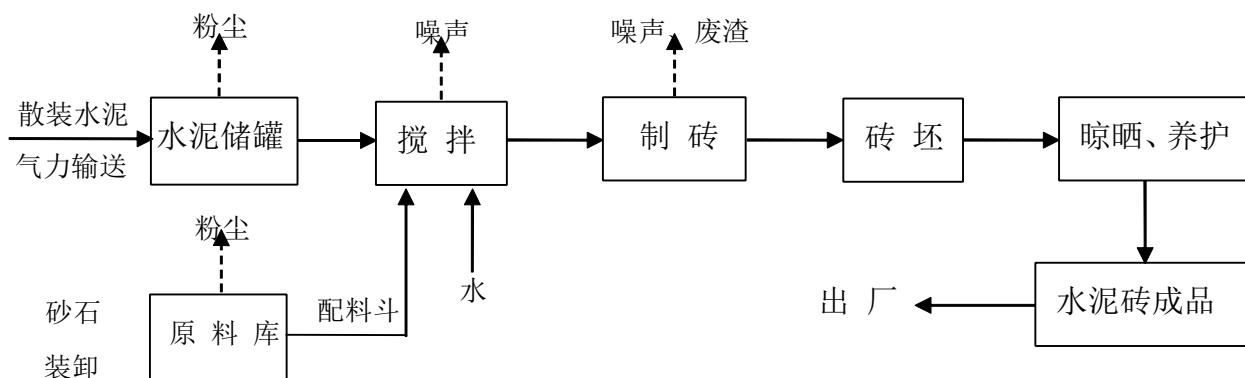 粉尘
噪声
噪声、废渣
散装水泥
气力输送
水泥储罐
搅 拌
制 砖
砖 坯
晾晒、养护
粉尘
砂石
装卸
原 料 库
配料斗
水
出 厂
水泥砖成品